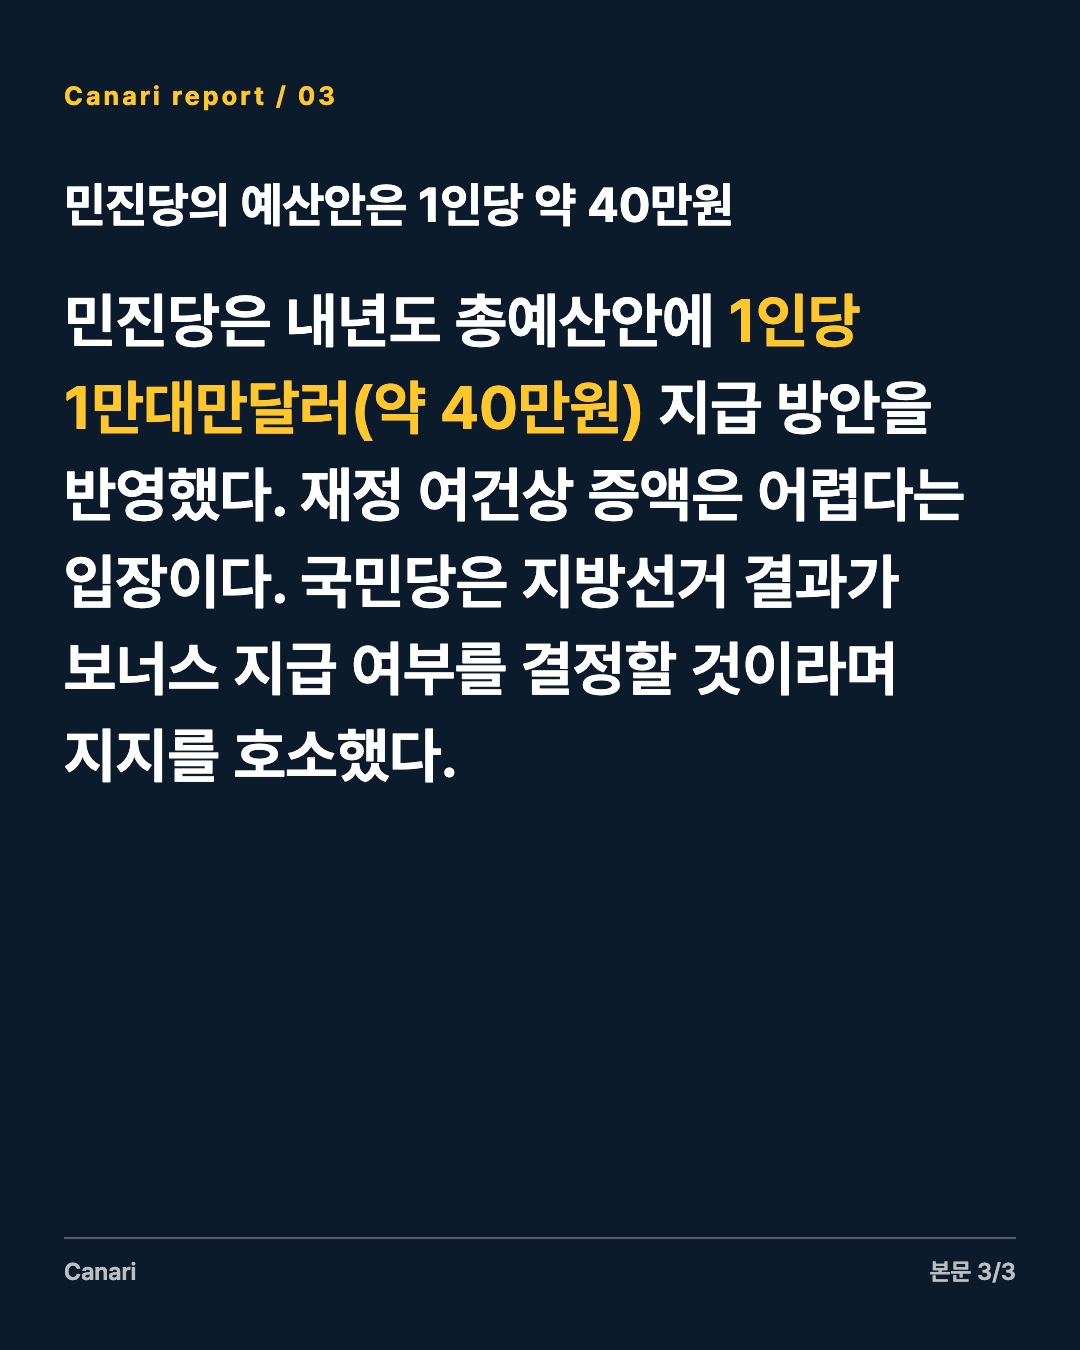 Canari report / 03
민진당의 예산안은 1인당 약 40만원
민진당은 내년도 총예산안에 1인당
1만대만달러(약 40만원) 지급 방안을
반영했다. 재정 여건상 증액은 어렵다는
입장이다. 국민당은 지방선거 결과가
보너스 지급 여부를 결정할 것이라며
지지를 호소했다.
Canari
본문 3/3